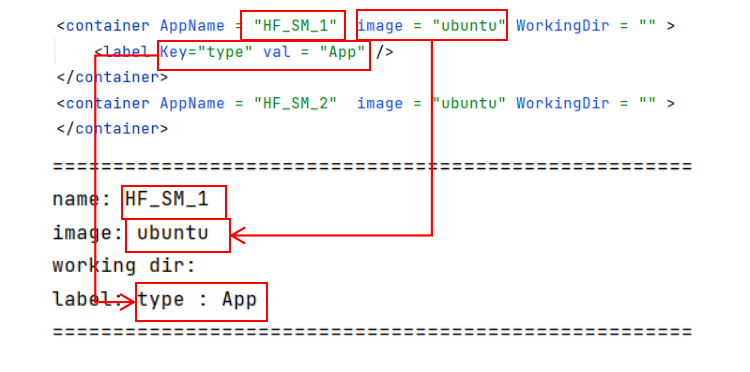 <container AppName = "HF_SM_1"  image = "ubuntu" WorkingDir = "" >
<label Key="type" val = "App" />
</container>
<container AppName = "HF_SM_2"  image = "ubuntu" WorkingDir = "" >
</container>
=====================================================
name: HF_SM_1
image: ubuntu
working dir:
label: type : App
=====================================================